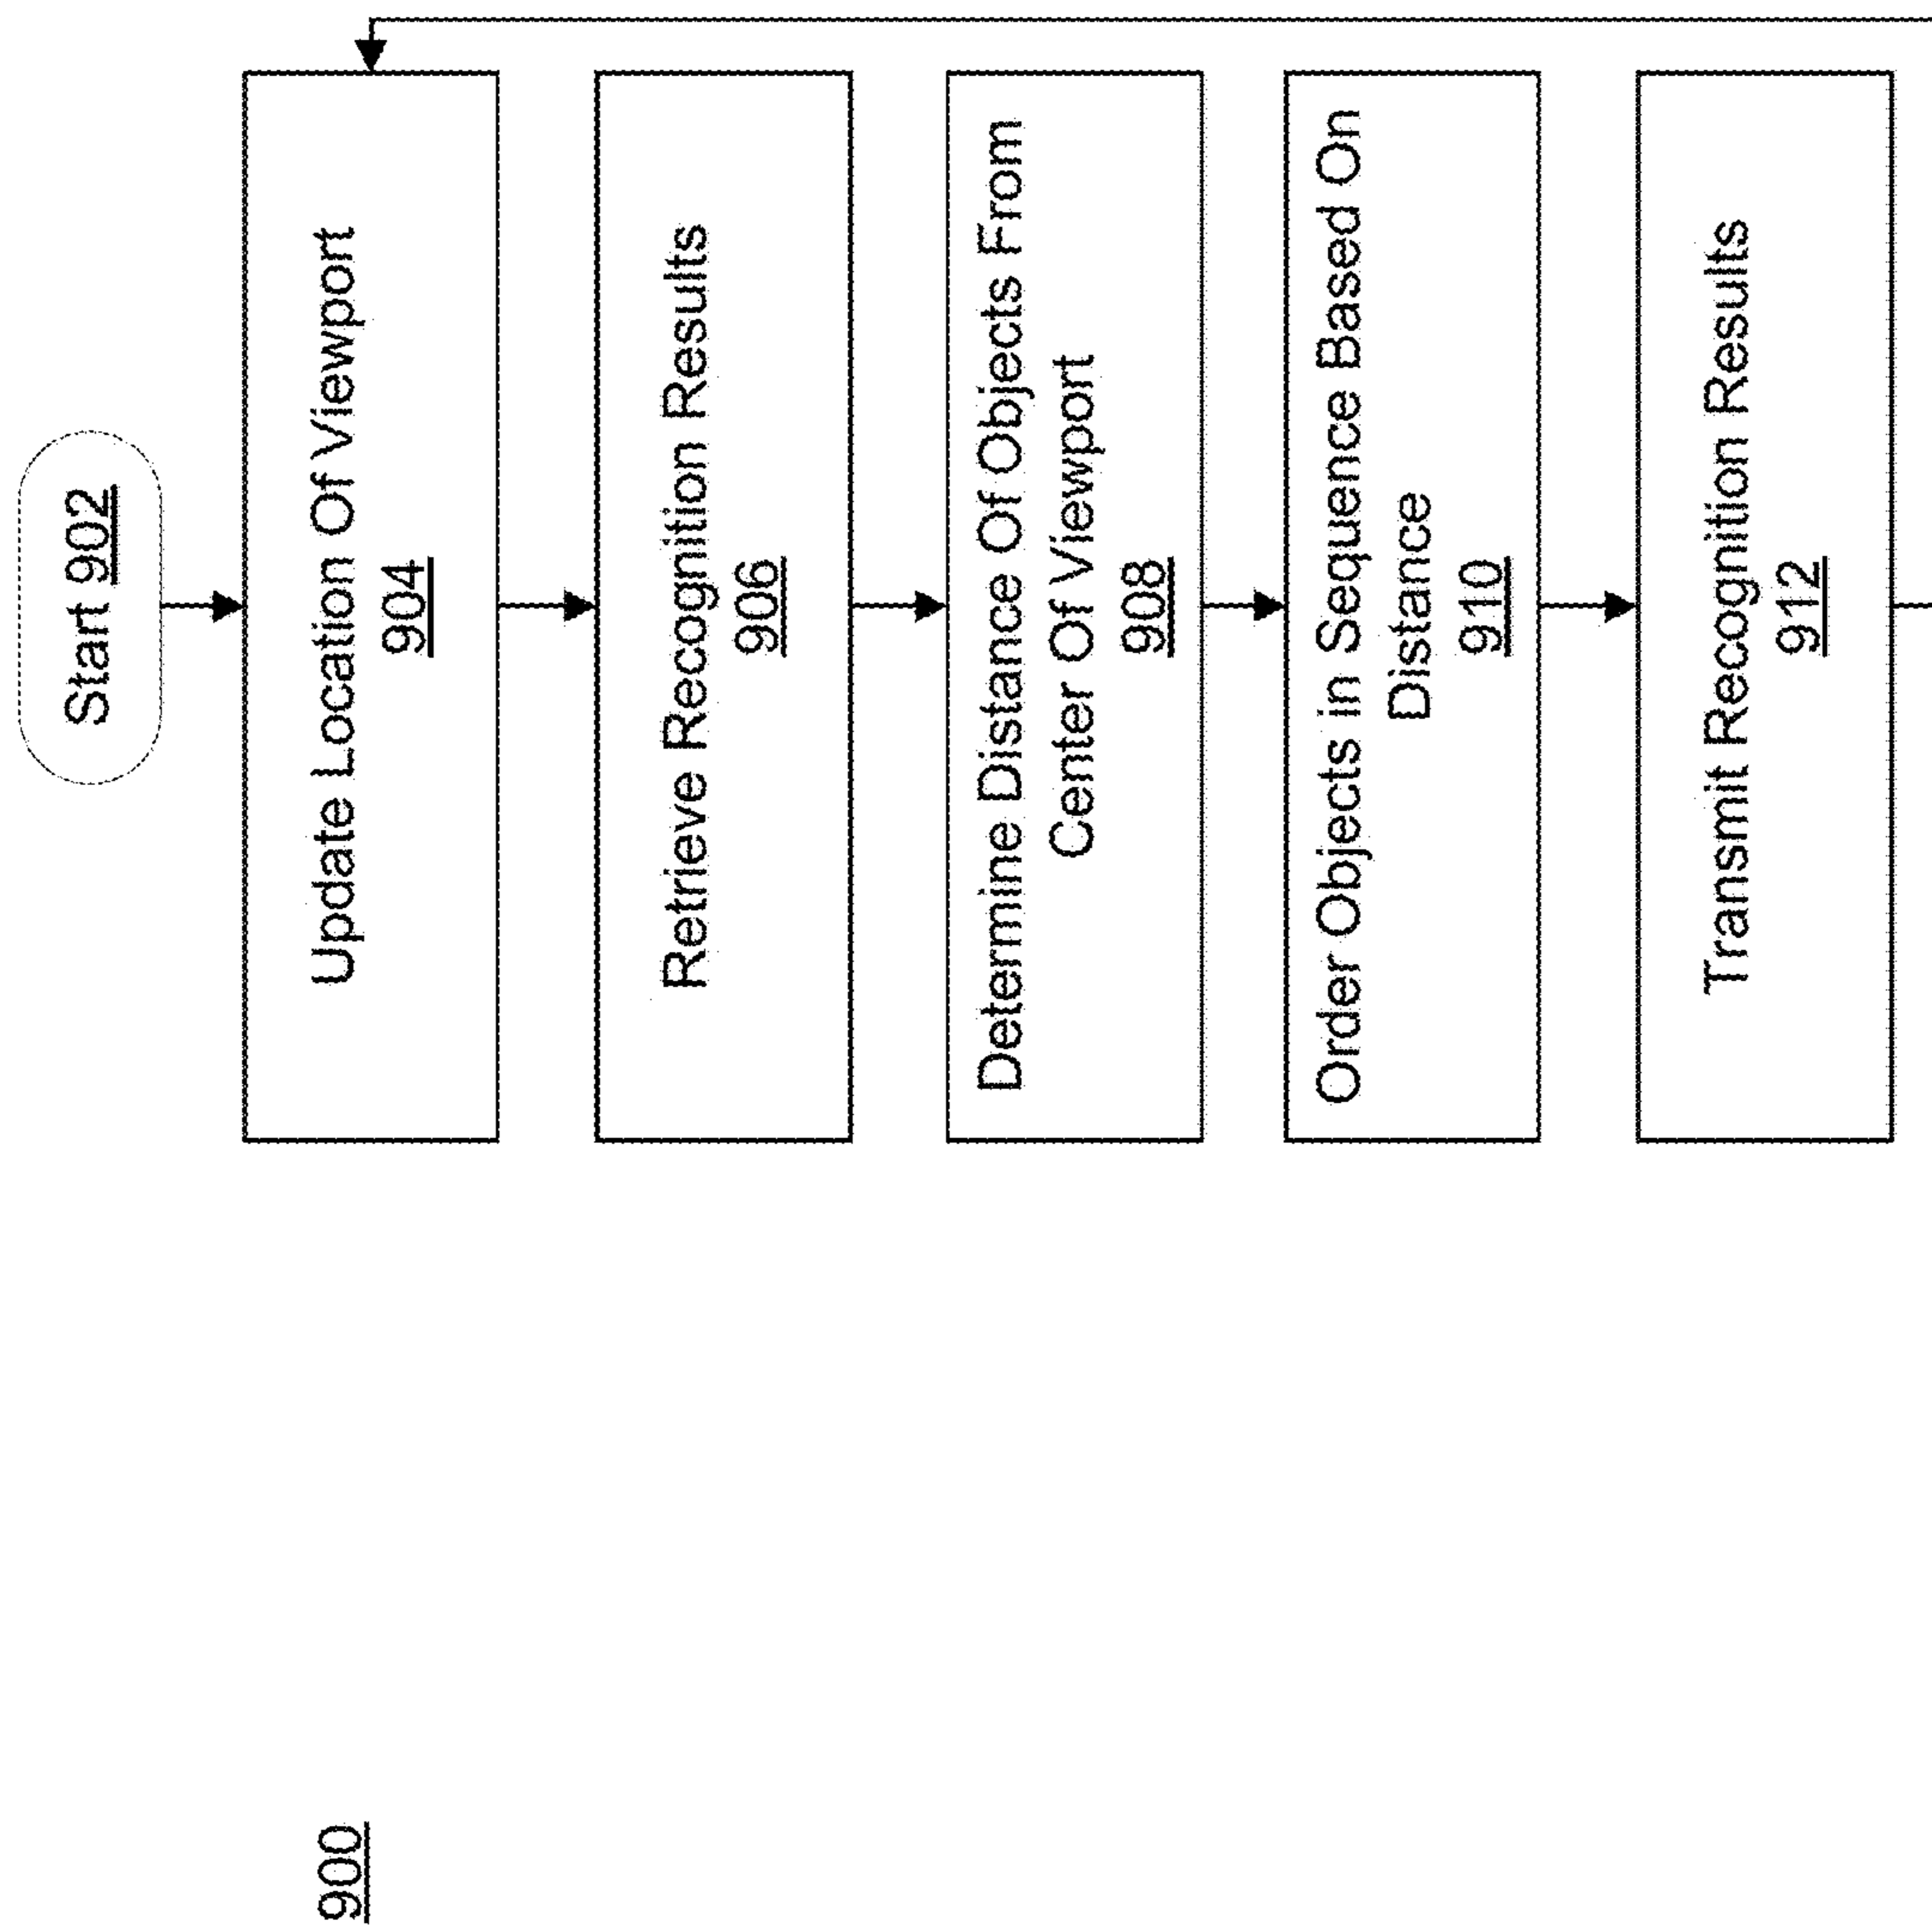 900
Start 902
Update Location Of Viewport
904
Retrieve Recognition Results
906
Determine Distance Of Objects From
Center Of Viewport
908
Order Objects in Sequence Based On
Distance
910
Transmit Recognition Results
912